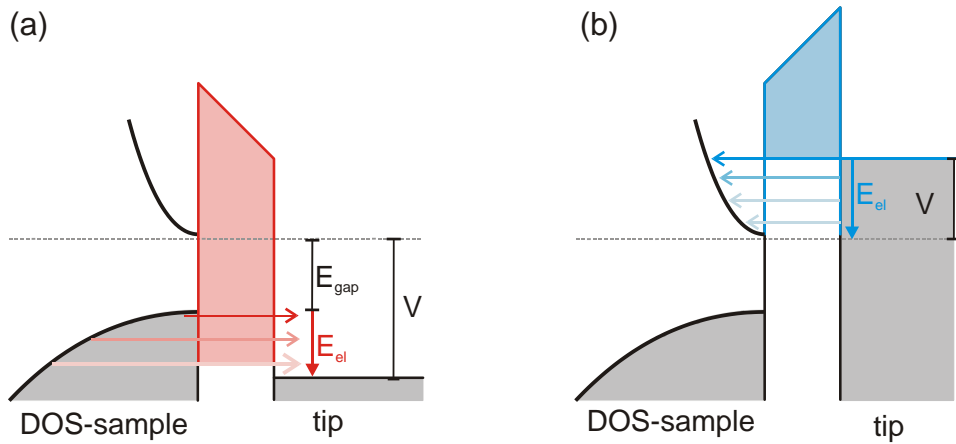 (a)
E_gap
V
E_el
DOS-sample
tip
(b)
E_el
V
DOS-sample
tip